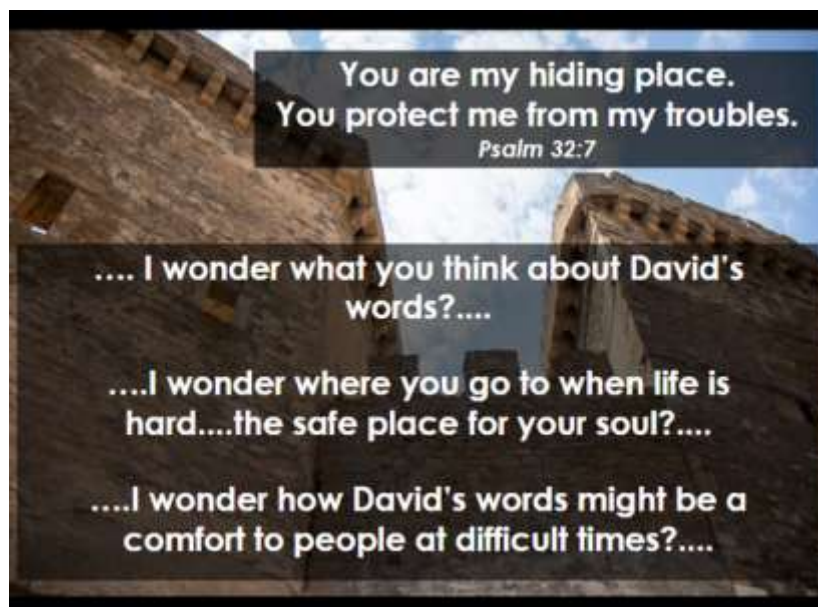 You are my hiding place.
You protect me from my troubles.
Psalm 32:7
.... I wonder what you think about David's
words?....
....I wonder where you go to when life is
hard....the safe place for your soul?....
....I wonder how David's words might be a
comfort to people at difficult times?....